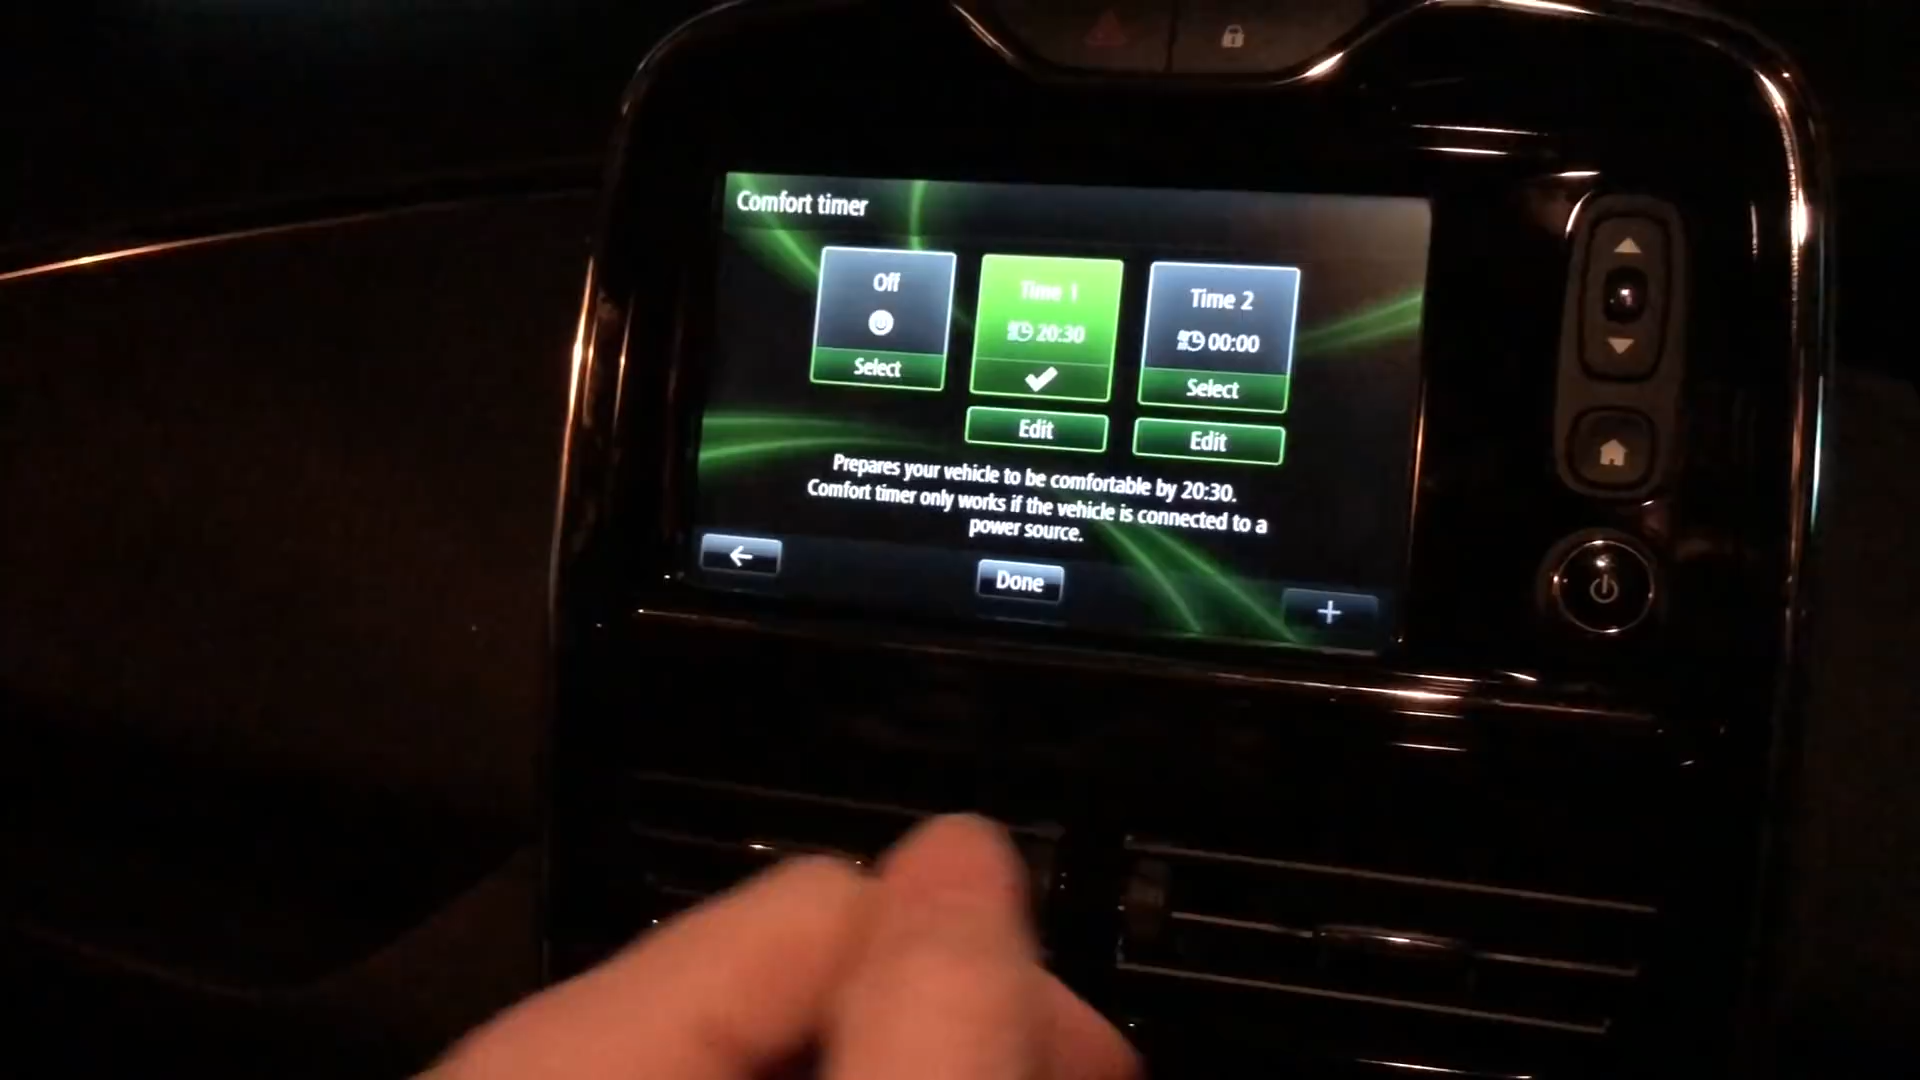 Comfort timer
Off
Time 1
Time 2
20:30
00:00
Select
Select
Edit
Edit
Prepares your vehicle to be comfortable by 20:30.
Comfort timer only works if the vehicle is connected to a
power source.
Done